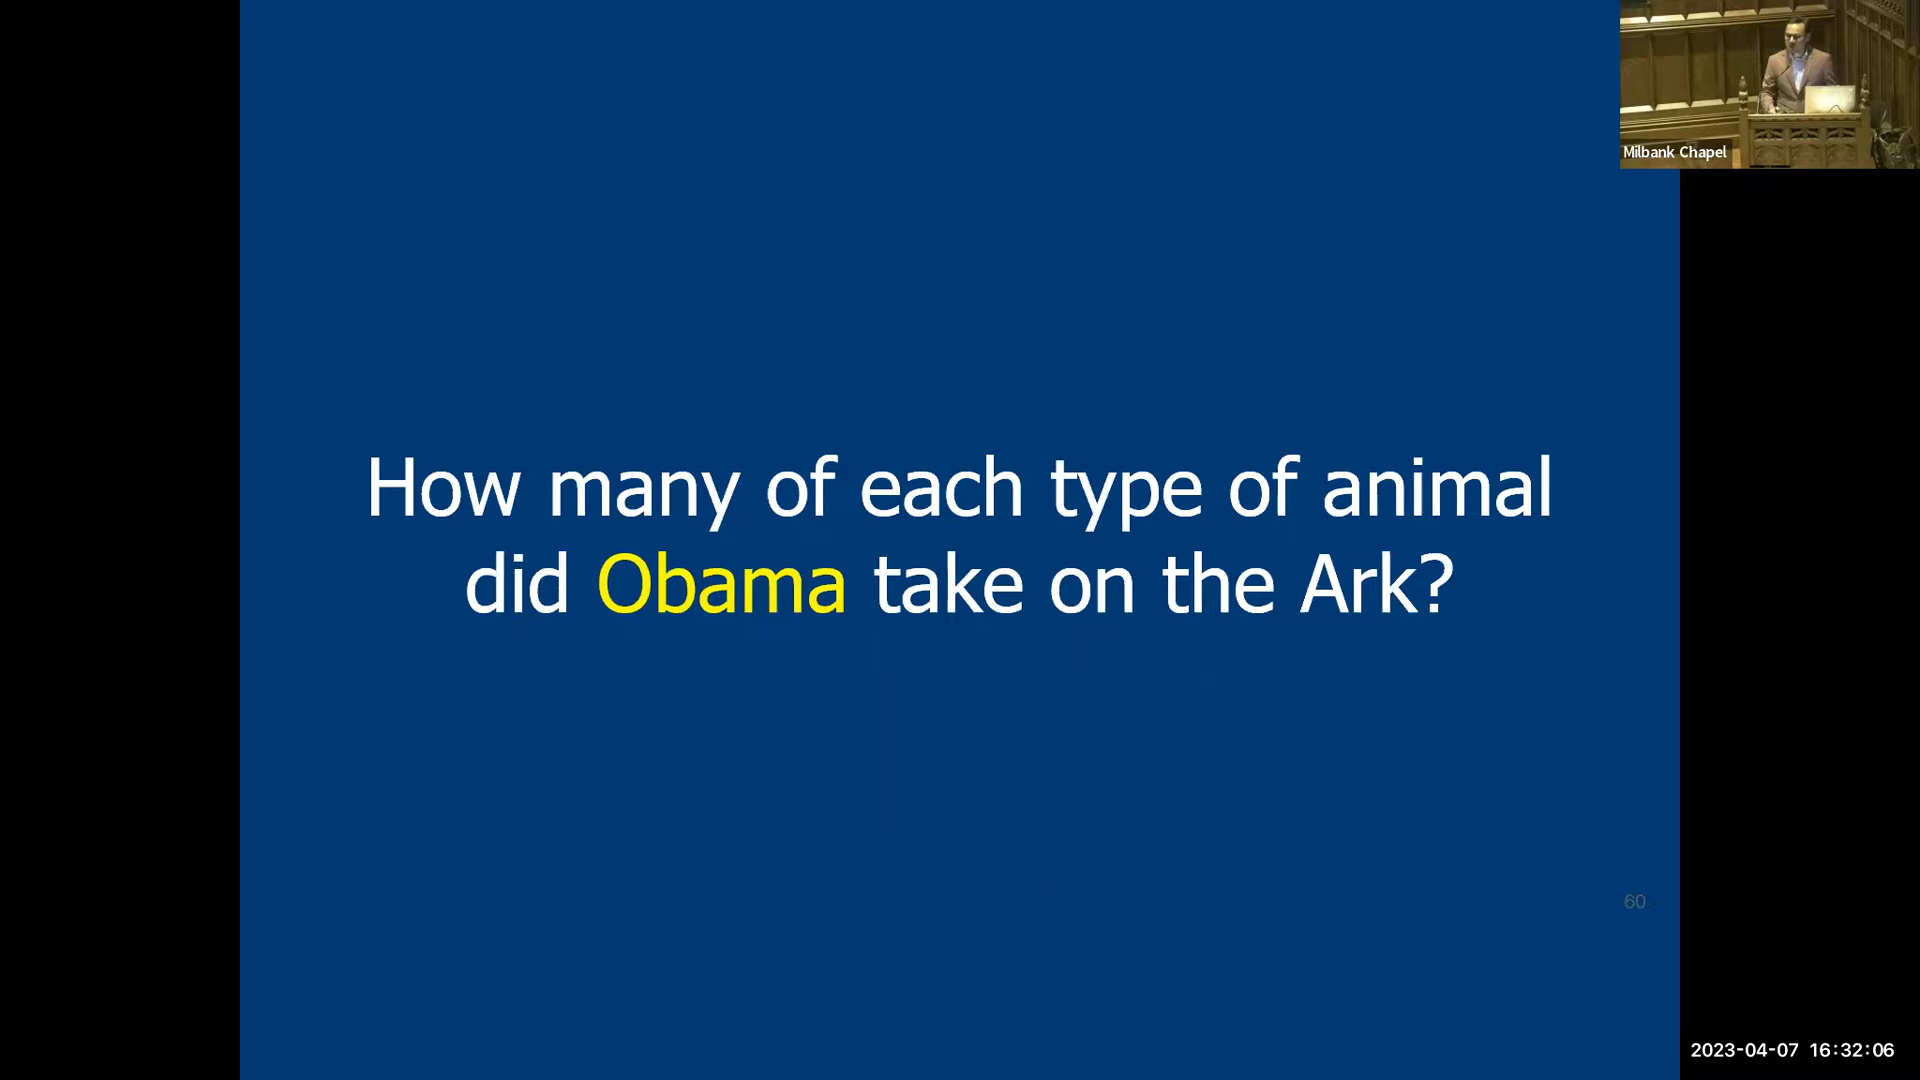 Milbank Chapel
How many of each type of animal
did Obama take on the Ark?
60
2023-04-07 16:32:06